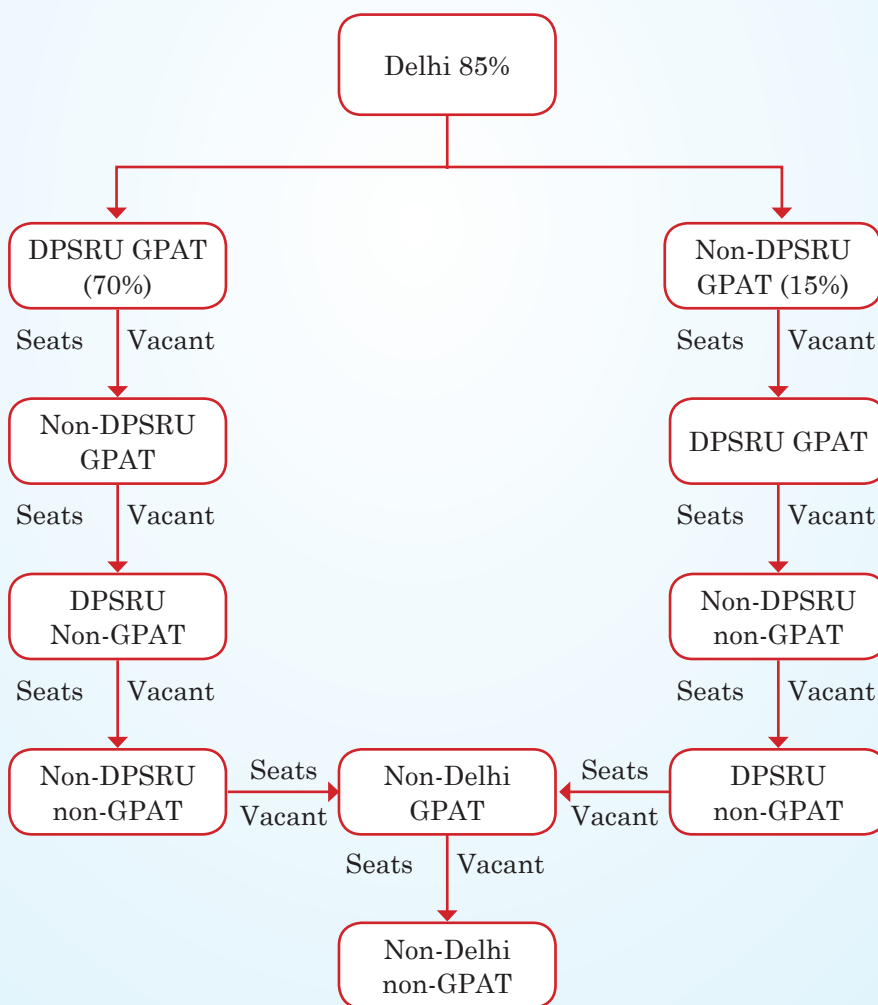 Delhi 85%
DPSRU GPAT
(70%)
Non-DPSRU
GPAT (15%)
Seats Vacant
Seats Vacant
Non-DPSRU
GPAT
DPSRU GPAT
Seats Vacant
Seats Vacant
DPSRU
Non-GPAT
Non-DPSRU
non-GPAT
Seats Vacant
Seats Vacant
Non-DPSRU
non-GPAT
Seats
Vacant
Non-Delhi
GPAT
Seats
Vacant
DPSRU
non-GPAT
Seats Vacant
Non-Delhi
non-GPAT